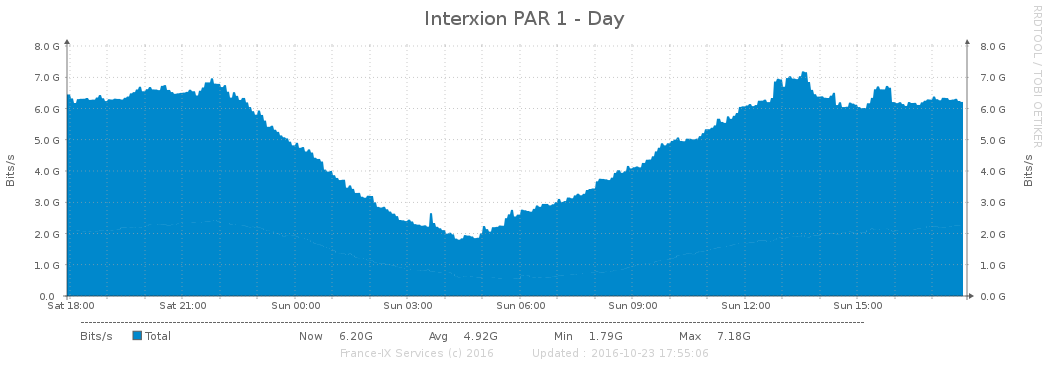 Interxion PAR 1 - Day
RRDTOOL / TOBI OETIKER
Bits/s
8.0 G
7.0 G
6.0 G
5.0 G
4.0 G
3.0 G
2.0 G
1.0 G
0.0
8.0 G
7.0 G
6.0 G
5.0 G
4.0 G
3.0 G
2.0 G
1.0 G
0.0 G
Bits/s
Sat 18:00 Sat 21:00 Sun 00:00 Sun 03:00 Sun 06:00 Sun 09:00 Sun 12:00 Sun 15:00
Bits/s Total Now 6.20G Avg 4.92G Min 1.79G Max 7.18G
France-IX Services (c) 2016 Updated : 2016-10-23 17:55:06